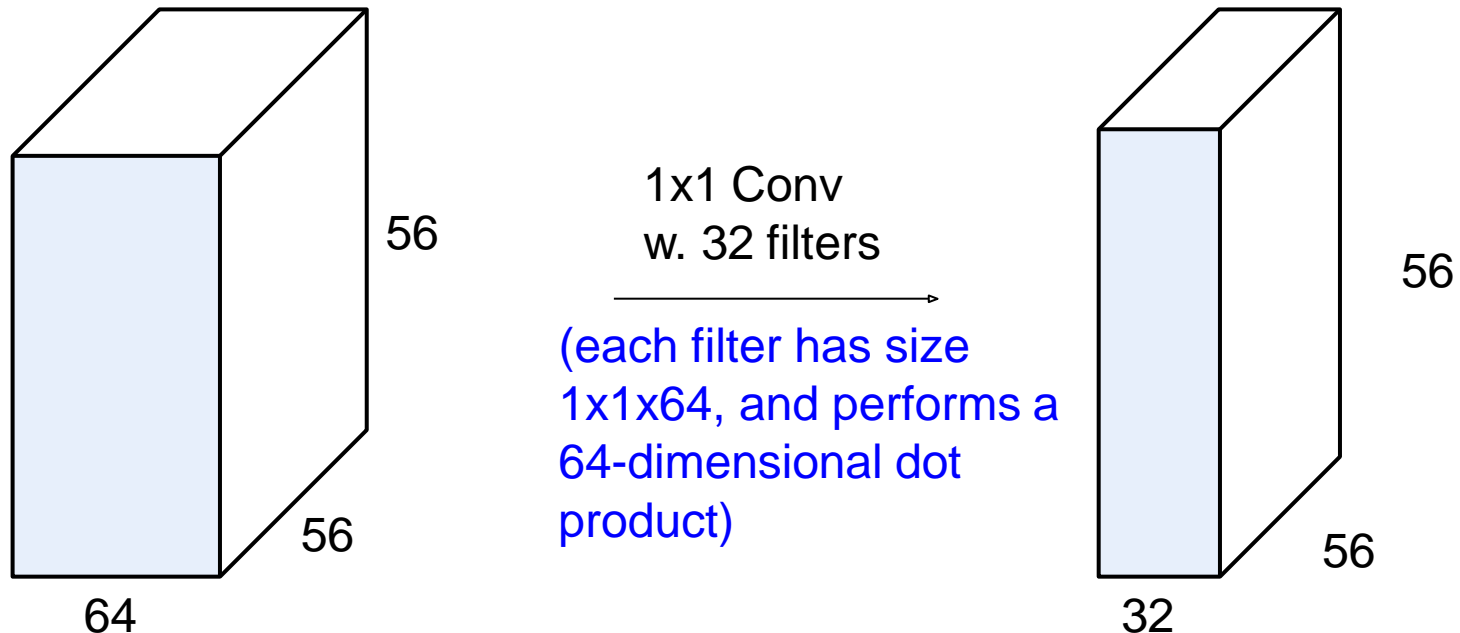 1x1 Conv
w. 32 filters
(each filter has size
1x1x64, and performs a
64-dimensional dot
product)
56
56
64
56
56
32